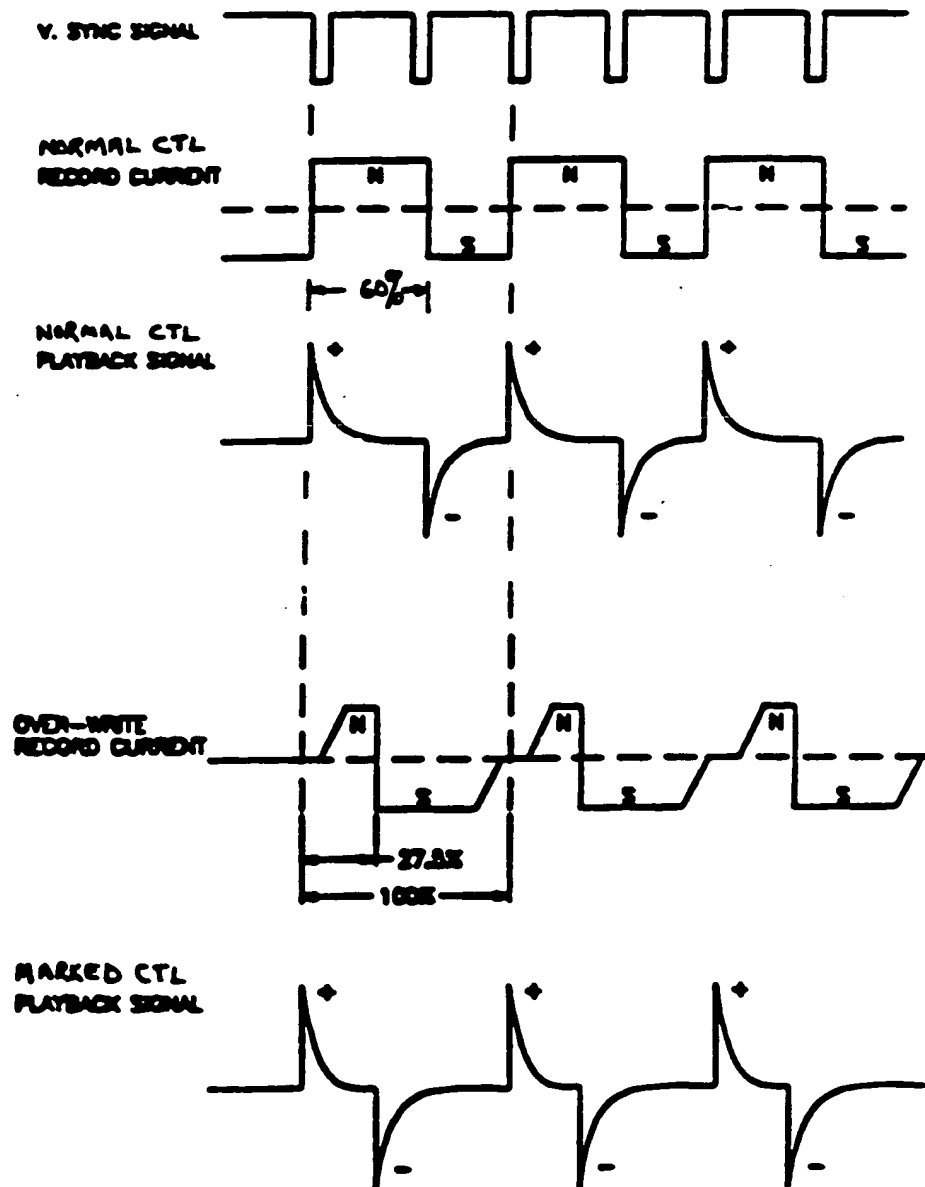 V. SYNC SIGNAL
NORMAL CTL
RECORD CURRENT
N
N
N
S
S
S
60%
NORMAL CTL
PLAYBACK SIGNAL
+
+
+
-
-
-
OVER-WRITE
RECORD CURRENT
N
N
N
S
S
S
27.5%
100%
MARKED CTL
PLAYBACK SIGNAL
+
+
+
-
-
-